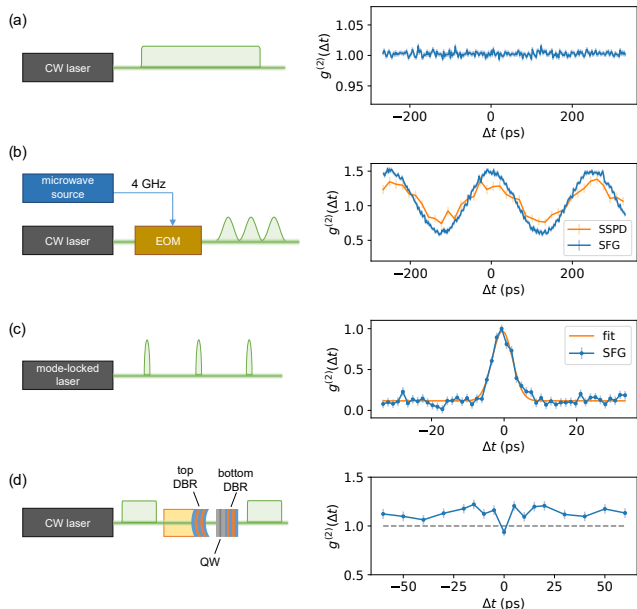 (a)
CW laser
1.05
1.00
0.95
g(2)(Δt)
−200
0
200
Δt (ps)
(b)
microwave
source
4 GHz
CW laser
EOM
1.5
1.0
0.5
g(2)(Δt)
SSPD
SFG
−200
0
200
Δt (ps)
(c)
mode-locked
laser
1.0
0.5
0.0
g(2)(Δt)
fit
SFG
−20
0
20
Δt (ps)
(d)
top
DBR
bottom
DBR
CW laser
QW
1.5
1.0
0.5
g(2)(Δt)
−50
−25
0
25
50
Δt (ps)